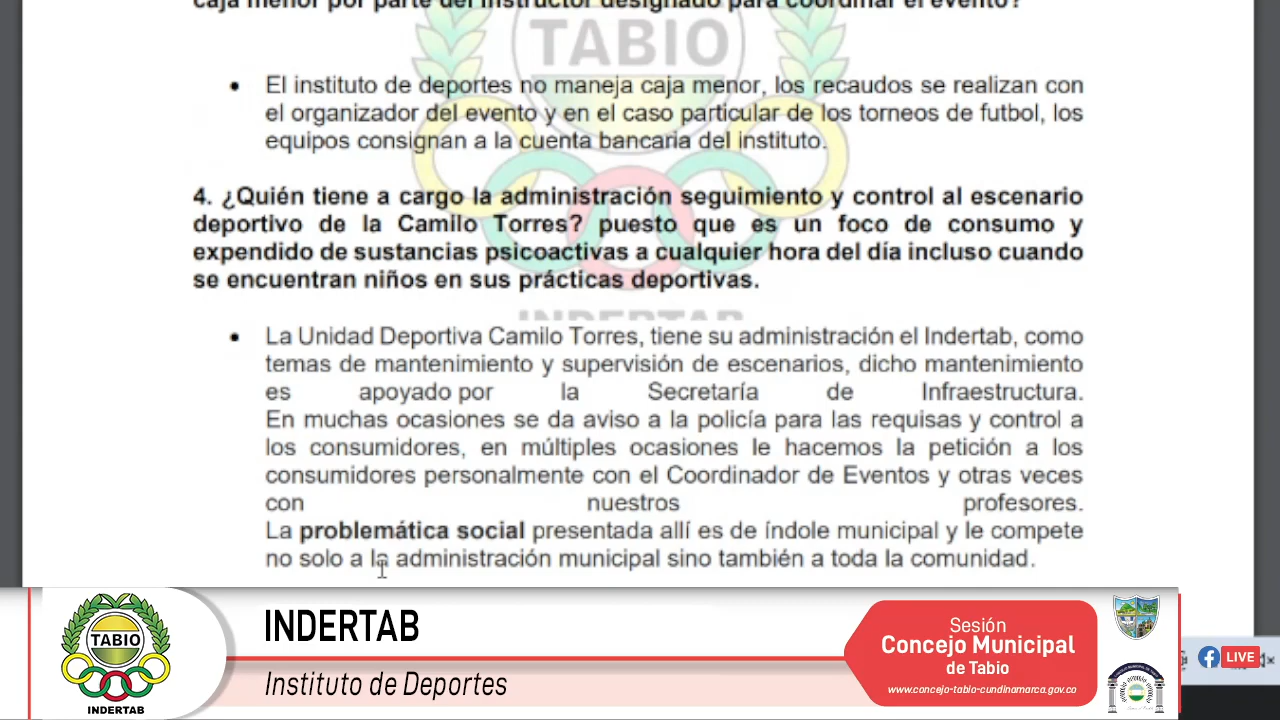 caja menor por parte del instructor designado para coordinar el evento?
TABIO
• El instituto de deportes no maneja caja menor, los recaudos se realizan con
el organizador del evento y en el caso particular de los torneos de futbol, los
equipos consignan a la cuenta bancaria del instituto.
4. ¿Quién tiene a cargo la administración seguimiento y control al escenario
deportivo de la Camilo Torres? puesto que es un foco de consumo y
expendido de sustancias psicoactivas a cualquier hora del día incluso cuando
se encuentran niños en sus prácticas deportivas.
INDERTAB
• La Unidad Deportiva Camilo Torres, tiene su administración el Indertab, como
temas de mantenimiento y supervisión de escenarios, dicho mantenimiento
es apoyado por la Secretaría de Infraestructura.
En muchas ocasiones se da aviso a la policía para las requisas y control a
los consumidores, en múltiples ocasiones le hacemos la petición a los
consumidores personalmente con el Coordinador de Eventos y otras veces
con nuestros profesores.
La problemática social presentada allí es de índole municipal y le compete
no solo a la administración municipal sino también a toda la comunidad.
TABIO
INDERTAB
INDERTAB
Instituto de Deportes
Sesión
Concejo Municipal
de Tabio
www.concejo-tabio-cundinamarca.gov.co
LIVE